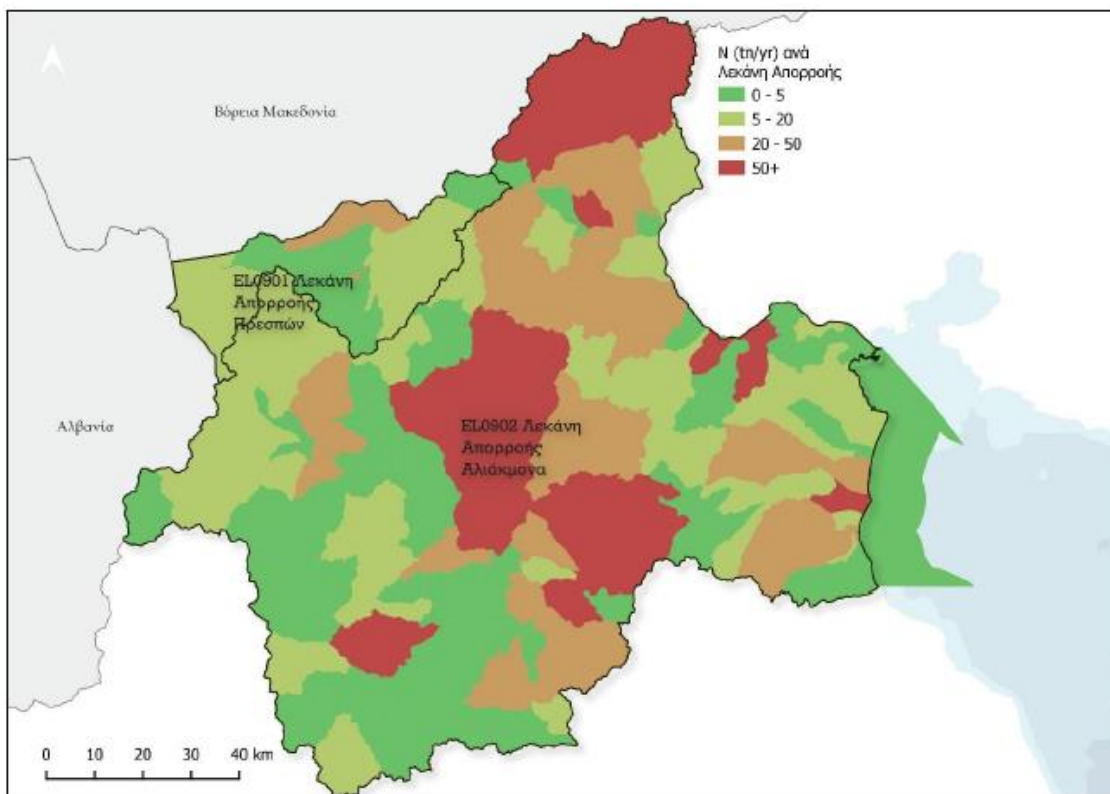 N (tn/yr) ανά
Λεκάνη Απορροής
0 - 5
5 - 20
20 - 50
50+
Βόρεια Μακεδονία
EL0901 Λεκάνη
Απορροής
Πρεσπών
Αλβανία
EL0902 Λεκάνη
Απορροής
Αλιάκμονα
0 10 20 30 40 km